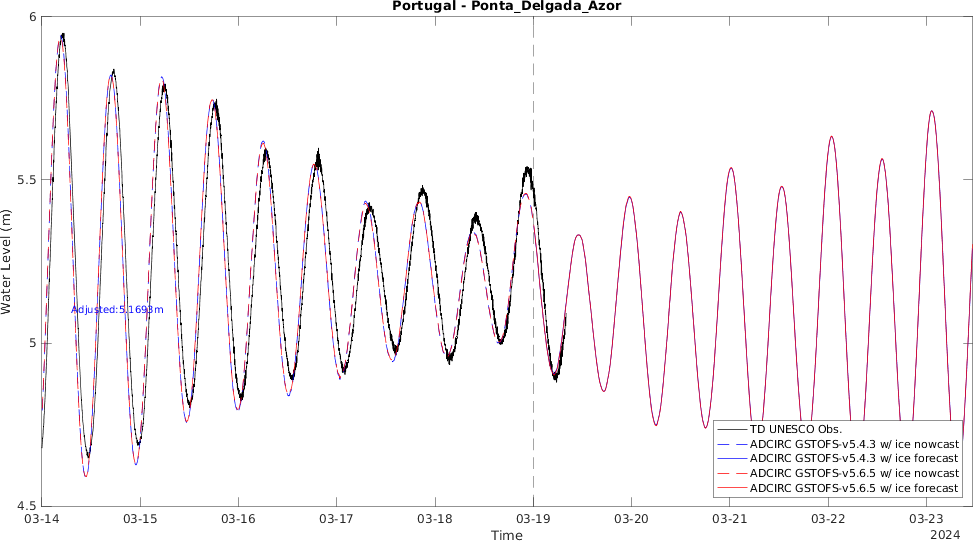 Portugal - Ponta_Delgada_Azor
6
5.5
5
4.5
Water Level (m)
Adjusted:5.1693m
TD UNESCO Obs.
ADCIRC GSTOFS-v5.4.3 w/ ice nowcast
ADCIRC GSTOFS-v5.4.3 w/ ice forecast
ADCIRC GSTOFS-v5.6.5 w/ ice nowcast
ADCIRC GSTOFS-v5.6.5 w/ ice forecast
03-14 03-15 03-16 03-17 03-18 03-19 03-20 03-21 03-22 03-23
Time
2024